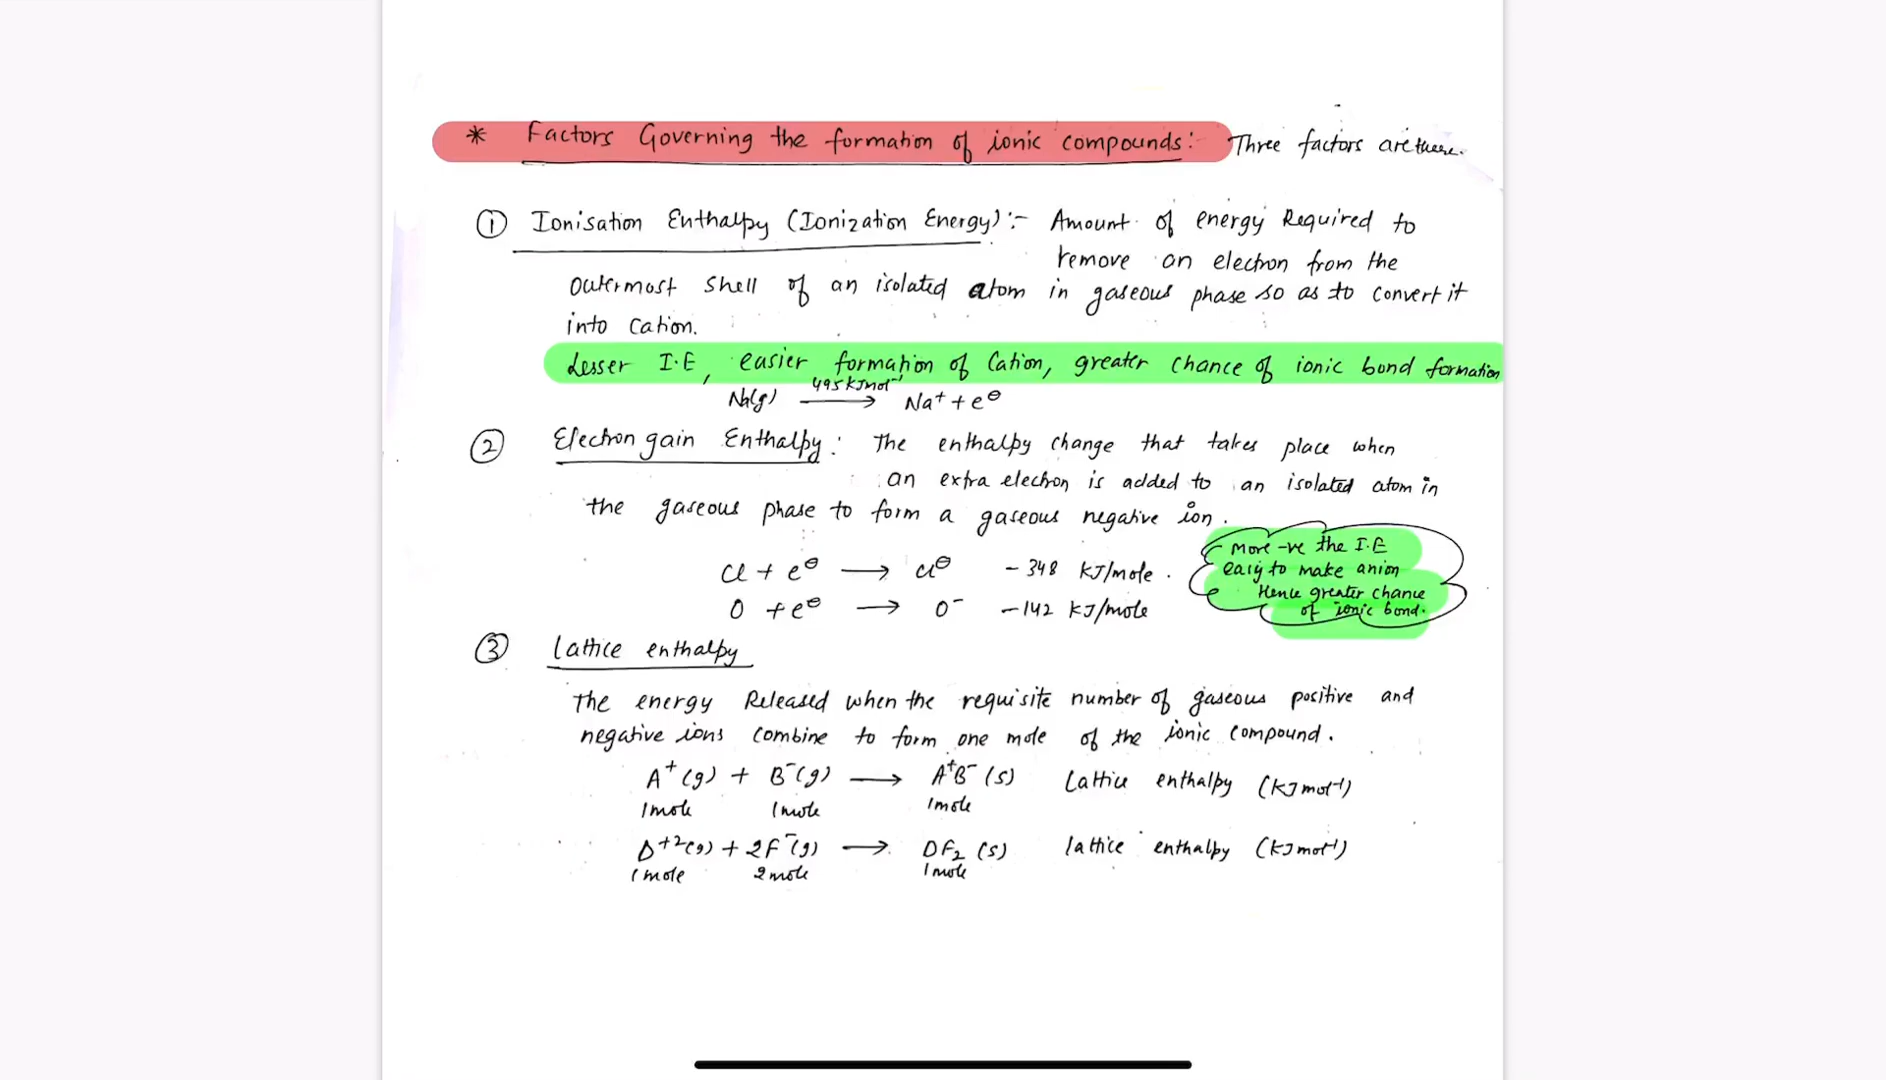 * Factors Governing the formation of ionic compounds:- Three factors are there.
① Ionisation Enthalpy (Ionization Energy):- Amount of energy Required to
remove an electron from the
outermost shell of an isolated atom in gaseous phase so as to convert it
into cation.
Lesser I.E, easier formation of Cation, greater chance of ionic bond formation
Na(g) —495 kJmol⁻¹→ Na⁺ + e⊖
② Electron gain Enthalpy: The enthalpy change that takes place when
an extra electron is added to an isolated atom in
the gaseous phase to form a gaseous negative ion.
more -ve the I.E
easy to make anion
Hence greater chance
of ionic bond.
Cl + e⊖ → Cl⊖ -348 KJ/mole.
O + e⊖ → O⁻ -142 KJ/mole
③ Lattice enthalpy
The energy Released when the requisite number of gaseous positive and
negative ions combine to form one mole of the ionic compound.
A⁺(g) + B⁻(g) → A⁺B⁻(s) Lattice enthalpy (KJmol⁻¹)
1mole 1mole 1mole
D⁺²(g) + 2F⁻(g) → DF₂ (s) lattice enthalpy (KJmol⁻¹)
1mole 2mole 1mole